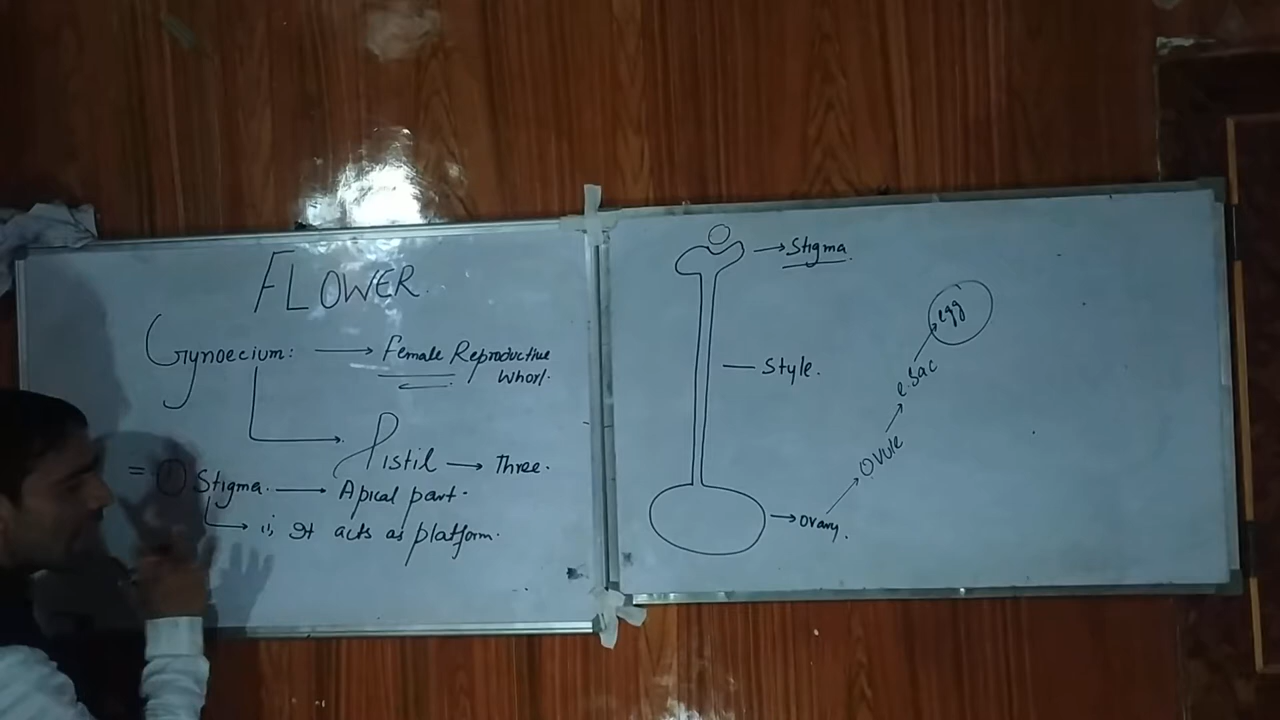 FLOWER.
Gynoecium: → Female Reproductive
Whorl.
Pistil → Three.
= 1 Stigma. → Apical part.
i, It acts as platform.
→ Stigma.
Style.
→ ovary.
Ovule
e.sac
egg